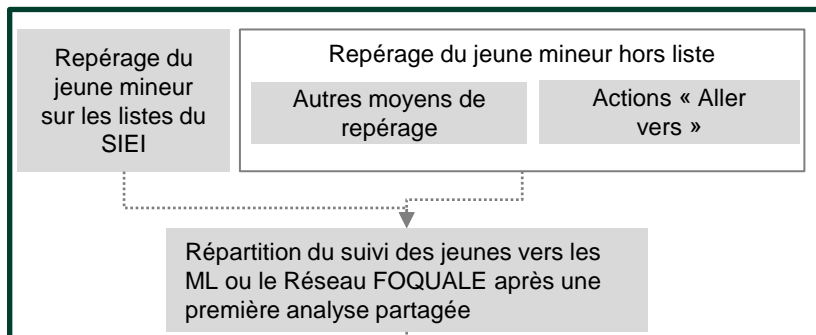 Repérage du
jeune mineur
sur les listes du
SIEI
Repérage du jeune mineur hors liste
Autres moyens de
repérage
Actions « Aller
vers »
Répartition du suivi des jeunes vers les
ML ou le Réseau FOQUALE après une
première analyse partagée